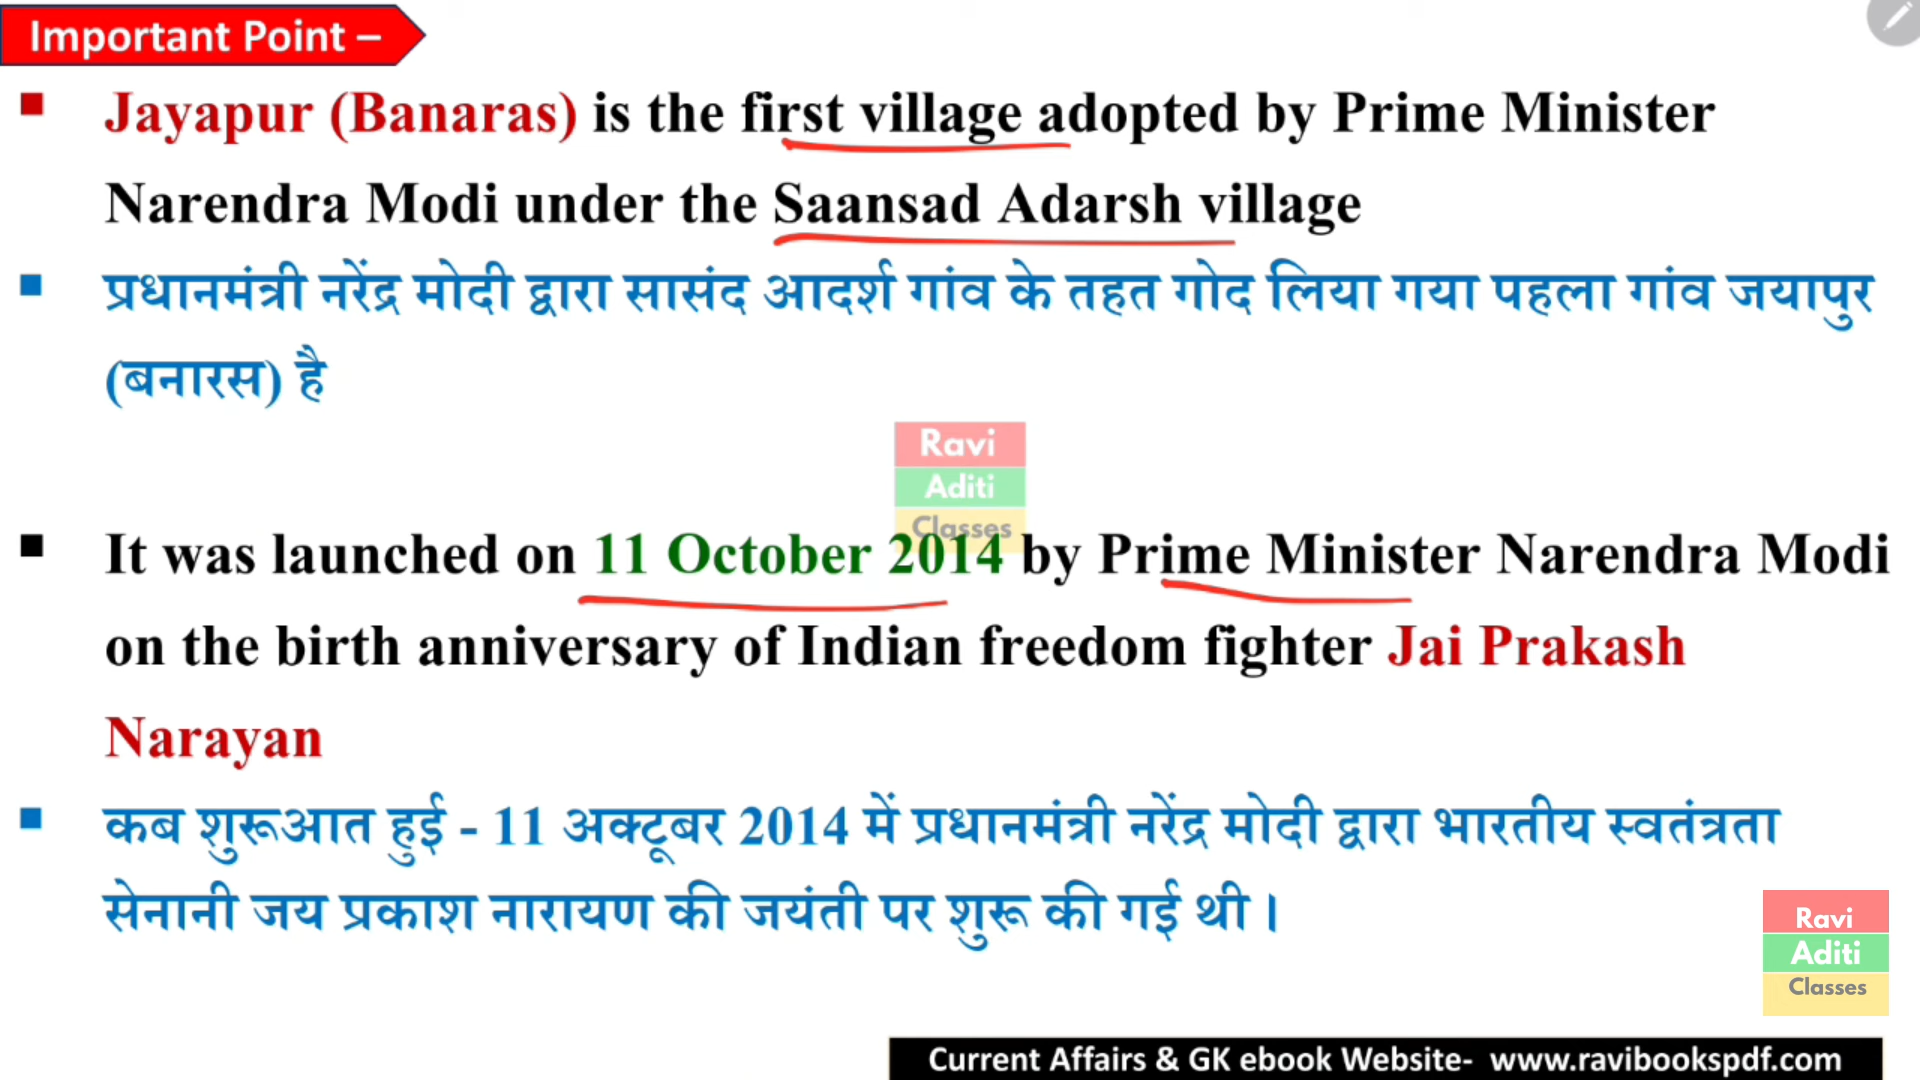 Important Point –
Jayapur (Banaras) is the first village adopted by Prime Minister
Narendra Modi under the Saansad Adarsh village
प्रधानमंत्री नरेंद्र मोदी द्वारा सासंद आदर्श गांव के तहत गोद लिया गया पहला गांव जयापुर
(बनारस) है
Ravi
Aditi
Classes
It was launched on 11 October 2014 by Prime Minister Narendra Modi
on the birth anniversary of Indian freedom fighter Jai Prakash
Narayan
कब शुरूआत हुई - 11 अक्टूबर 2014 में प्रधानमंत्री नरेंद्र मोदी द्वारा भारतीय स्वतंत्रता
सेनानी जय प्रकाश नारायण की जयंती पर शुरू की गई थी।
Ravi
Aditi
Classes
Current Affairs & GK ebook Website- www.ravibookspdf.com